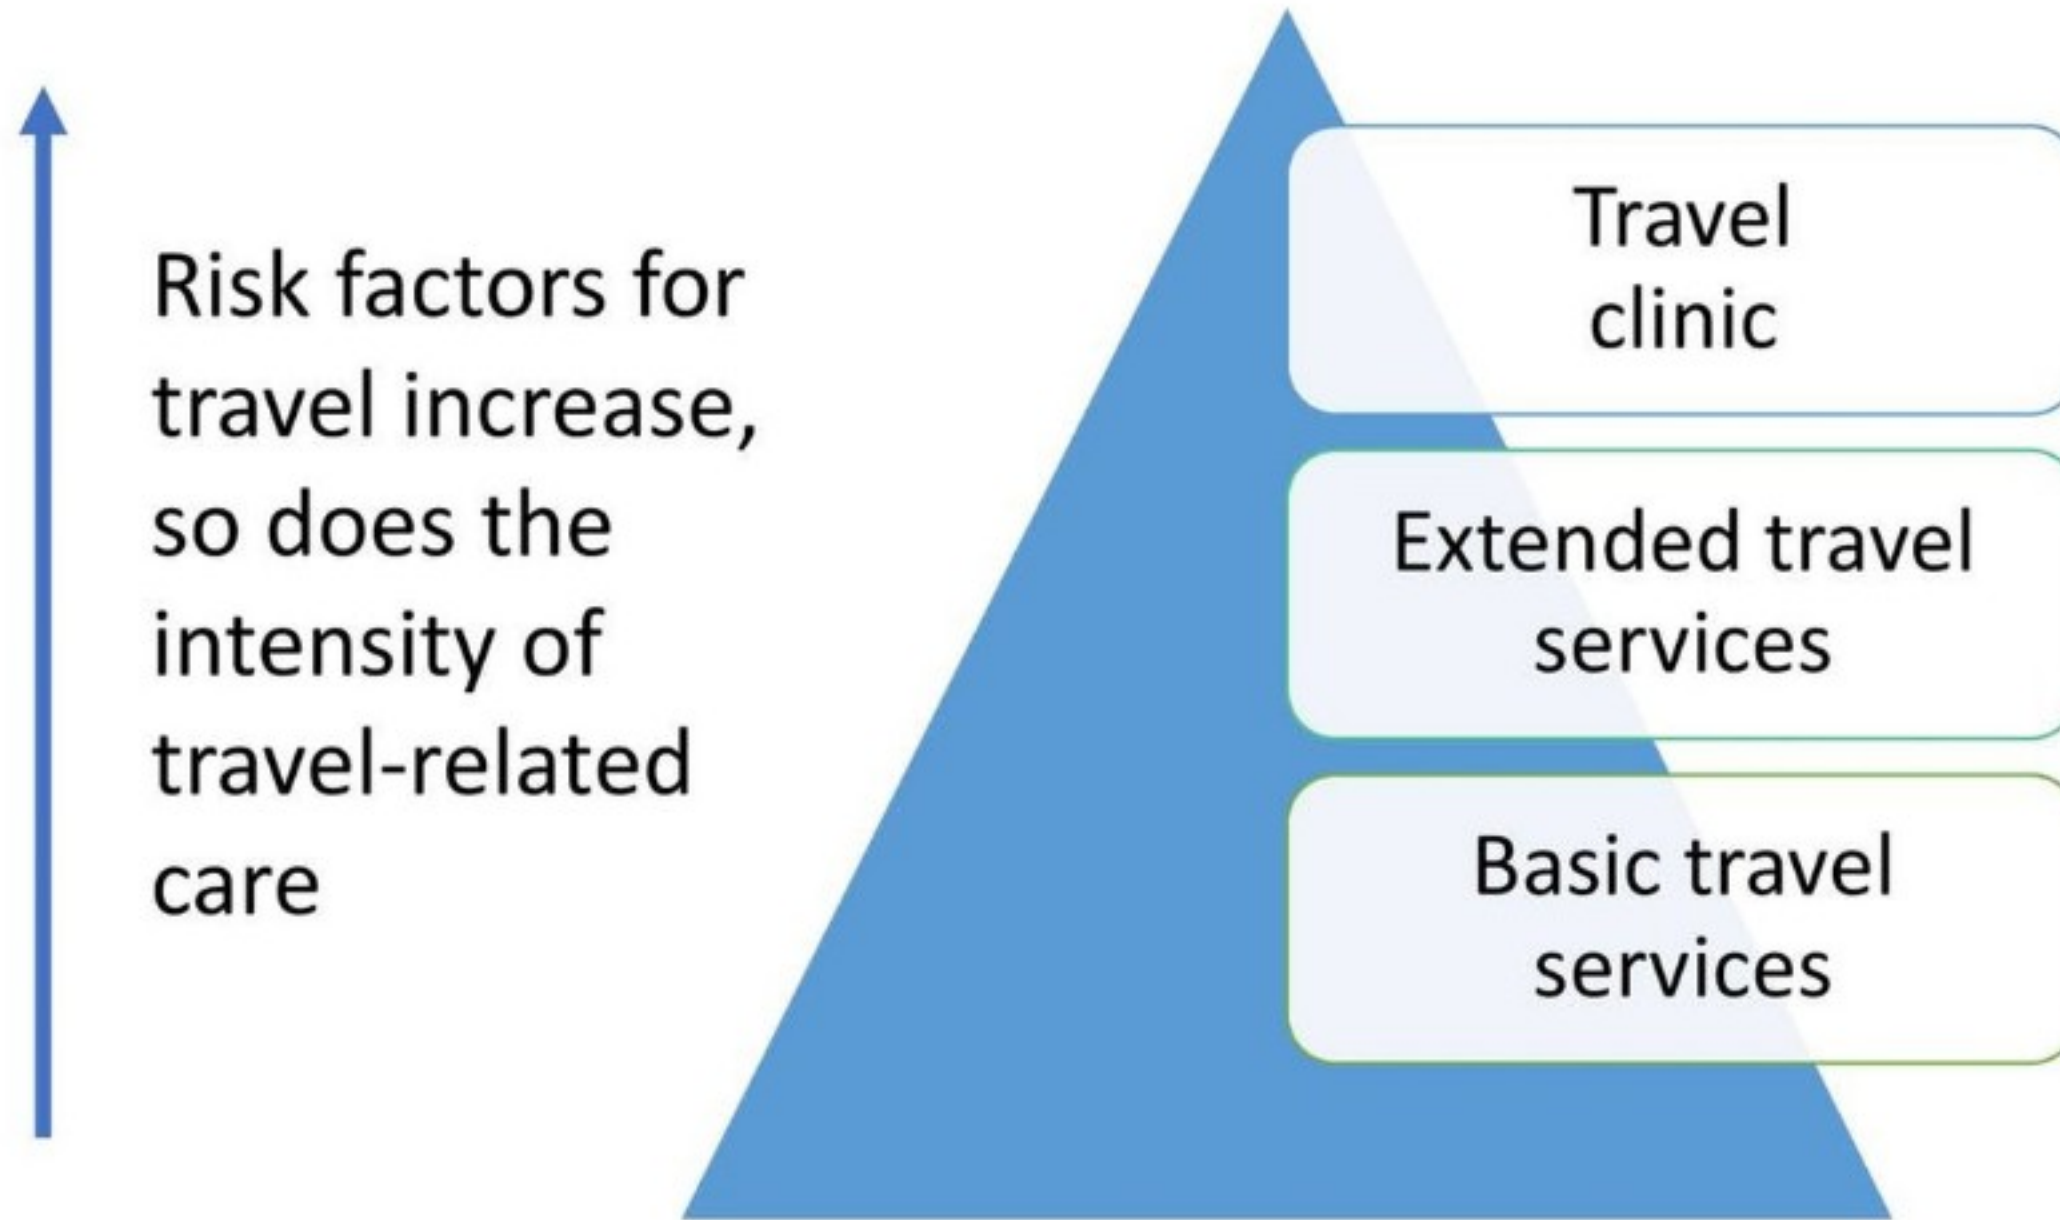 Risk factors for
travel increase,
so does the
intensity of
travel-related
care
Travel
clinic
Extended travel
services
Basic travel
services